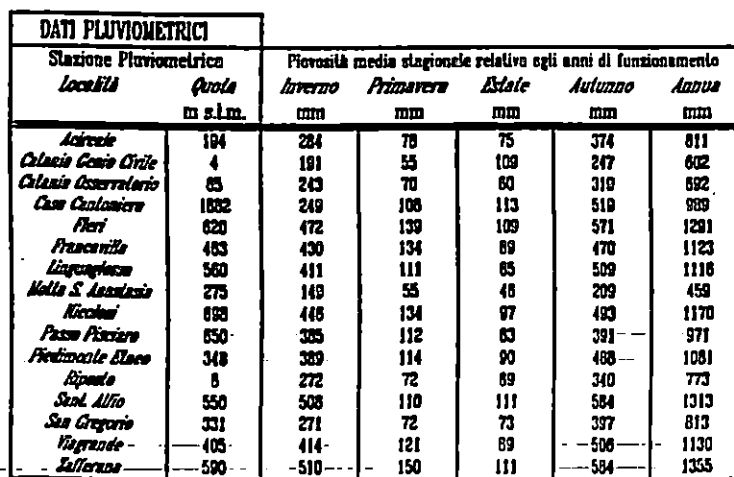 DATI PLUVIOMETRICI
Stazione Pluviometrica Piovosità media stagionale relativa agli anni di funzionamento
Località Quota Inverno Primavera Estate Autunno Annua
m s.l.m. mm mm mm mm mm
Acireale 194 284 78 75 374 811
Catania Genio Civile 4 191 55 109 247 602
Catania Osservatorio 65 243 70 60 319 692
Casa Cantoniera 1882 249 108 113 519 989
Fleri 620 472 139 109 571 1291
Francavilla 463 430 134 89 470 1123
Linguaglossa 560 411 111 85 509 1116
Motta S. Anastasia 275 149 55 46 209 459
Nicolosi 698 446 134 97 493 1170
Passo Pisciaro 650 385 112 83 391 971
Piedimonte Etneo 348 389 114 90 488 1081
Riposto 8 272 72 89 340 773
Sant. Alfio 550 508 110 111 584 1313
San Gregorio 331 271 72 73 397 813
Viagrande 405 414 121 89 506 1130
Zafferana 590 510 150 111 584 1355